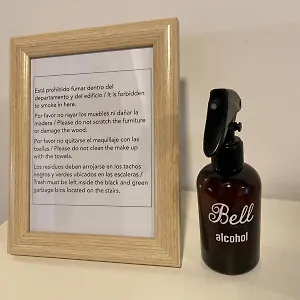 Está prohibido fumar dentro del
departamento y del edificio / It is forbidden
to smoke in here.
Por favor no rayar los muebles ni dañar la
madera / Please do not scratch the furniture
or damage the wood.
Por favor no quitarse el maquillaje con las
toallas / Please do not clean the make up
with the towels.
Los residuos deben arrojarse en los tachos
negros y verdes ubicados en las escaleras /
Trash must be left inside the black and green
garbage bins located on the stairs.
Bell
alcohol